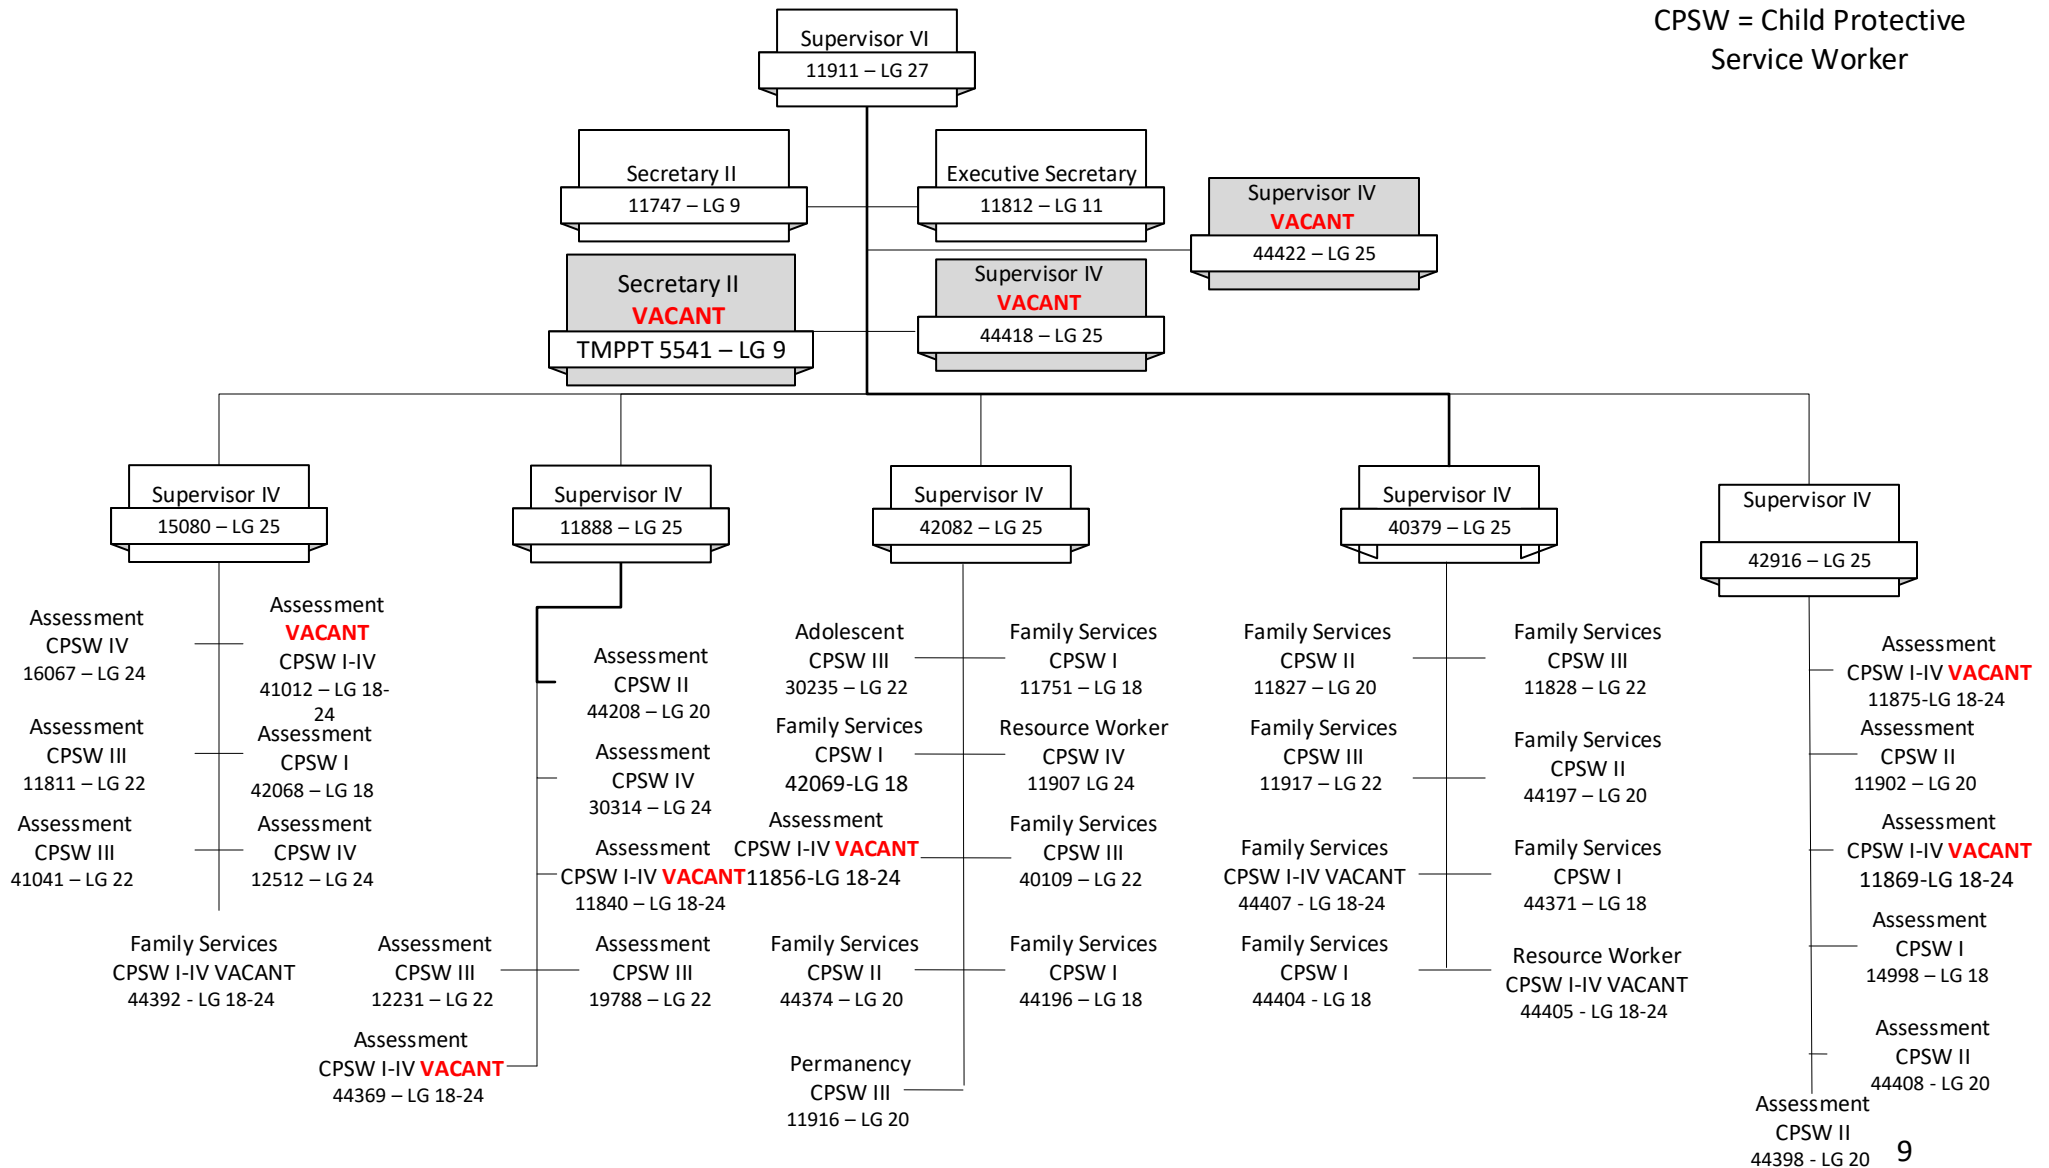 CPSW = Child Protective
Service Worker
Supervisor VI
11911 – LG 27
Secretary II
11747 – LG 9
Executive Secretary
11812 – LG 11
Supervisor IV
VACANT
44422 – LG 25
Secretary II
VACANT
TMPPT 5541 – LG 9
Supervisor IV
VACANT
44418 – LG 25
Supervisor IV
15080 – LG 25
Supervisor IV
11888 – LG 25
Supervisor IV
42082 – LG 25
Supervisor IV
40379 – LG 25
Supervisor IV
42916 – LG 25
Assessment
CPSW IV
16067 – LG 24
Assessment
VACANT
CPSW I-IV
41012 – LG 18-
24
Assessment
CPSW III
11811 – LG 22
Assessment
CPSW I
42068 – LG 18
Assessment
CPSW III
41041 – LG 22
Assessment
CPSW IV
12512 – LG 24
Family Services
CPSW I-IV VACANT
44392 - LG 18-24
Assessment
CPSW II
44208 – LG 20
Assessment
CPSW IV
30314 – LG 24
Assessment
CPSW I-IV VACANT
11840 – LG 18-24
Assessment
CPSW III
12231 – LG 22
Assessment
CPSW III
19788 – LG 22
Assessment
CPSW I-IV VACANT
44369 – LG 18-24
Adolescent
CPSW III
30235 – LG 22
Family Services
CPSW I
11751 – LG 18
Family Services
CPSW I
42069-LG 18
Resource Worker
CPSW IV
11907 LG 24
Assessment
CPSW I-IV VACANT
11856-LG 18-24
Family Services
CPSW III
40109 – LG 22
Family Services
CPSW II
44374 – LG 20
Family Services
CPSW I
44196 – LG 18
Permanency
CPSW III
11916 – LG 20
Family Services
CPSW II
11827 – LG 20
Family Services
CPSW III
11828 – LG 22
Family Services
CPSW III
11917 – LG 22
Family Services
CPSW II
44197 – LG 20
Family Services
CPSW I-IV VACANT
44407 - LG 18-24
Family Services
CPSW I
44371 – LG 18
Family Services
CPSW I
44404 - LG 18
Resource Worker
CPSW I-IV VACANT
44405 - LG 18-24
Assessment
CPSW I-IV VACANT
11875-LG 18-24
Assessment
CPSW II
11902 – LG 20
Assessment
CPSW I-IV VACANT
11869-LG 18-24
Assessment
CPSW I
14998 – LG 18
Assessment
CPSW II
44408 - LG 20
Assessment
CPSW II
44398 - LG 20
9